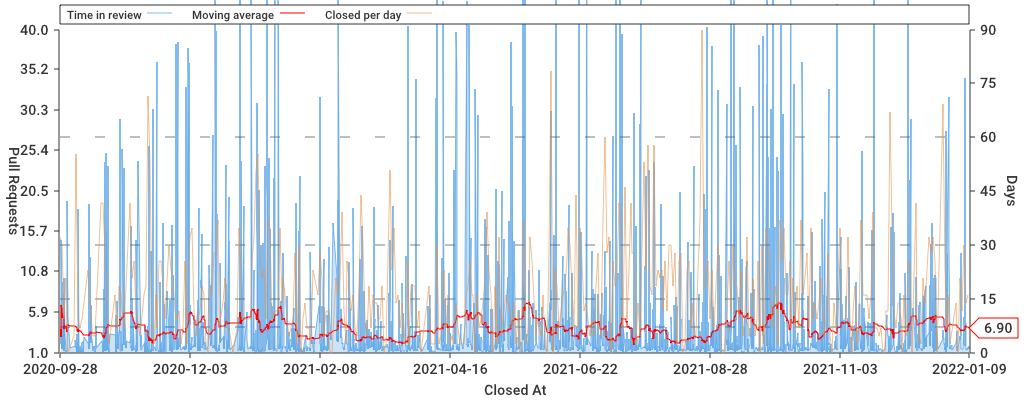 Time in review Moving average Closed per day
40.0 90
35.2 75
30.3
60
25.4
20.5 45
15.7 30
10.8
5.9 15
6.90
1.0 0
Pull Requests
Days
2020-09-28 2020-12-03 2021-02-08 2021-04-16 2021-06-22 2021-08-28 2021-11-03 2022-01-09
Closed At